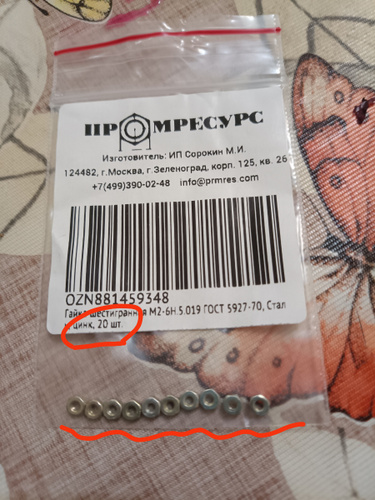 ПРОМРЕСУРС
Изготовитель: ИП Сорокин М.И.
124482, г.Москва, г.Зеленоград, корп. 125, кв. 26
+7(499)390-02-48 info@prmres.com
OZN881459348
Гайка шестигранная М2-6Н.5.019 ГОСТ 5927-70, Стал
цинк, 20 шт.